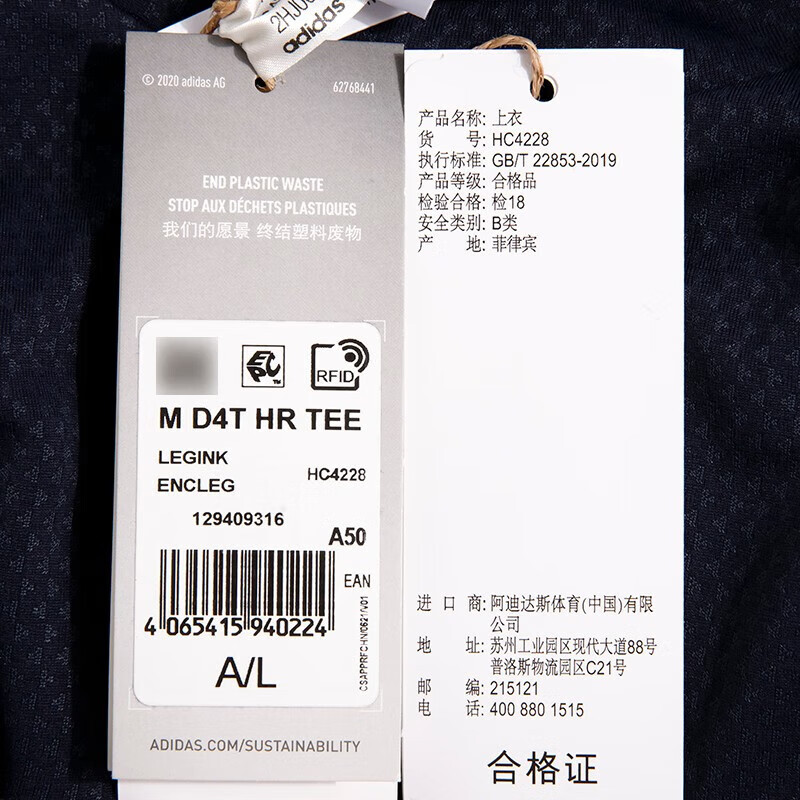 adidas
© 2020 adidas AG
62768441
END PLASTIC WASTE
STOP AUX DÉCHETS PLASTIQUES
我们的愿景 终结塑料废物
EPC TM
RFID
M D4T HR TEE
LEGINK
HC4228
ENCLEG
129409316
A50
EAN
4 065415 940224
A/L
ADIDAS.COM/SUSTAINABILITY
产品名称: 上衣
货 号: HC4228
执行标准: GB/T 22853-2019
产品等级: 合格品
检验合格: 检18
安全类别: B类
产 地: 菲律宾
进 口 商: 阿迪达斯体育(中国)有限
公司
地 址: 苏州工业园区现代大道88号
普洛斯物流园区C21号
邮 编: 215121
电 话: 400 880 1515
合格证